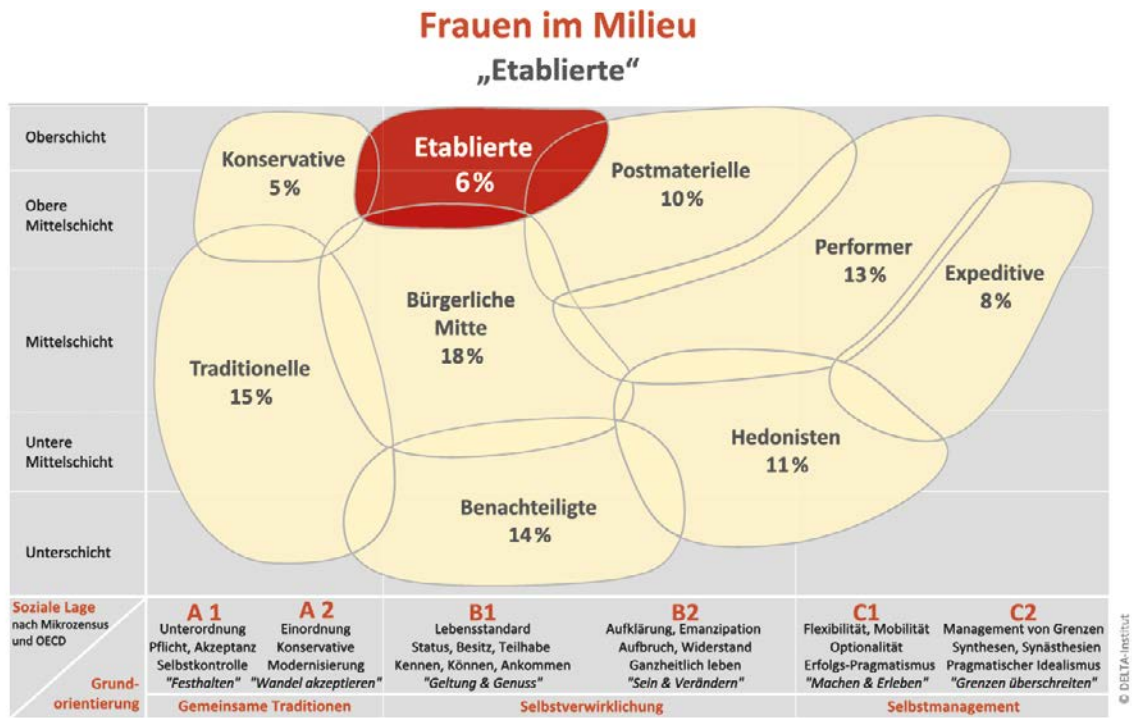 Frauen im Milieu
„Etablierte“
Oberschicht
Obere
Mittelschicht
Mittelschicht
Untere
Mittelschicht
Unterschicht
Konservative
5 %
Etablierte
6 %
Postmaterielle
10 %
Performer
13 %
Expeditive
8 %
Bürgerliche
Mitte
18 %
Traditionelle
15 %
Hedonisten
11 %
Benachteiligte
14 %
Soziale Lage
nach Mikrozensus
und OECD
Grund-
orientierung
A 1
Unterordnung
Pflicht, Akzeptanz
Selbstkontrolle
"Festhalten"
A 2
Einordnung
Konservative
Modernisierung
"Wandel akzeptieren"
B1
Lebensstandard
Status, Besitz, Teilhabe
Kennen, Können, Ankommen
"Geltung & Genuss"
B2
Aufklärung, Emanzipation
Aufbruch, Widerstand
Ganzheitlich leben
"Sein & Verändern"
C1
Flexibilität, Mobilität
Optionalität
Erfolgs-Pragmatismus
"Machen & Erleben"
C2
Management von Grenzen
Synthesen, Synästhesien
Pragmatischer Idealismus
"Grenzen überschreiten"
Gemeinsame Traditionen
Selbstverwirklichung
Selbstmanagement
© DELTA-Institut